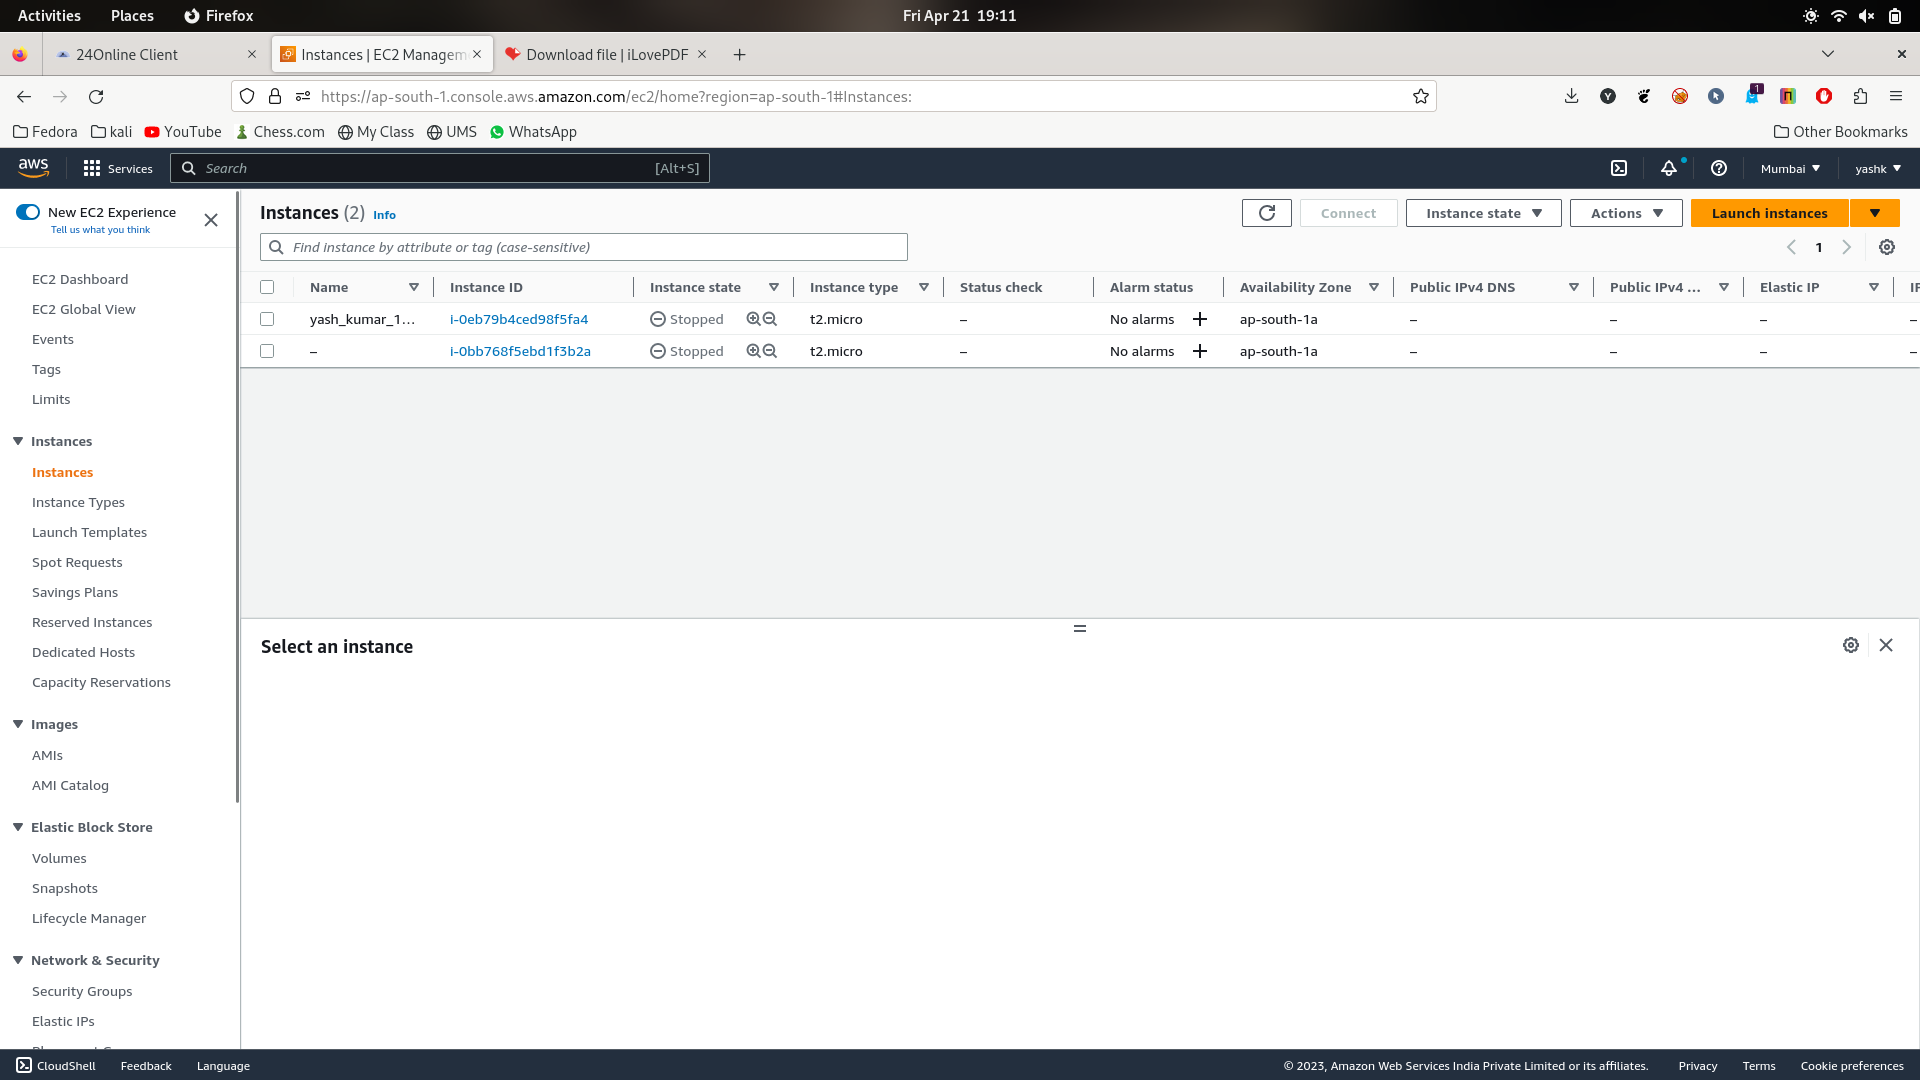 Activities Places Firefox Fri Apr 21 19:11
24Online Client Instances | EC2 Managem Download file | iLovePDF
https://ap-south-1.console.aws.amazon.com/ec2/home?region=ap-south-1#Instances: 1
Fedora kali YouTube Chess.com My Class UMS WhatsApp Other Bookmarks
aws Services Search [Alt+S] Mumbai yashk
New EC2 Experience
Tell us what you think
EC2 Dashboard
EC2 Global View
Events
Tags
Limits
Instances
Instances
Instance Types
Launch Templates
Spot Requests
Savings Plans
Reserved Instances
Dedicated Hosts
Capacity Reservations
Images
AMIs
AMI Catalog
Elastic Block Store
Volumes
Snapshots
Lifecycle Manager
Network & Security
Security Groups
Elastic IPs
Instances (2) Info Connect Instance state Actions Launch instances
Find instance by attribute or tag (case-sensitive) 1
Name Instance ID Instance state Instance type Status check Alarm status Availability Zone Public IPv4 DNS Public IPv4 ... Elastic IP
yash_kumar_1... i-0eb79b4ced98f5fa4 Stopped t2.micro – No alarms + ap-south-1a – – – –
– i-0bb768f5ebd1f3b2a Stopped t2.micro – No alarms + ap-south-1a – – – –
Select an instance
CloudShell Feedback Language © 2023, Amazon Web Services India Private Limited or its affiliates. Privacy Terms Cookie preferences